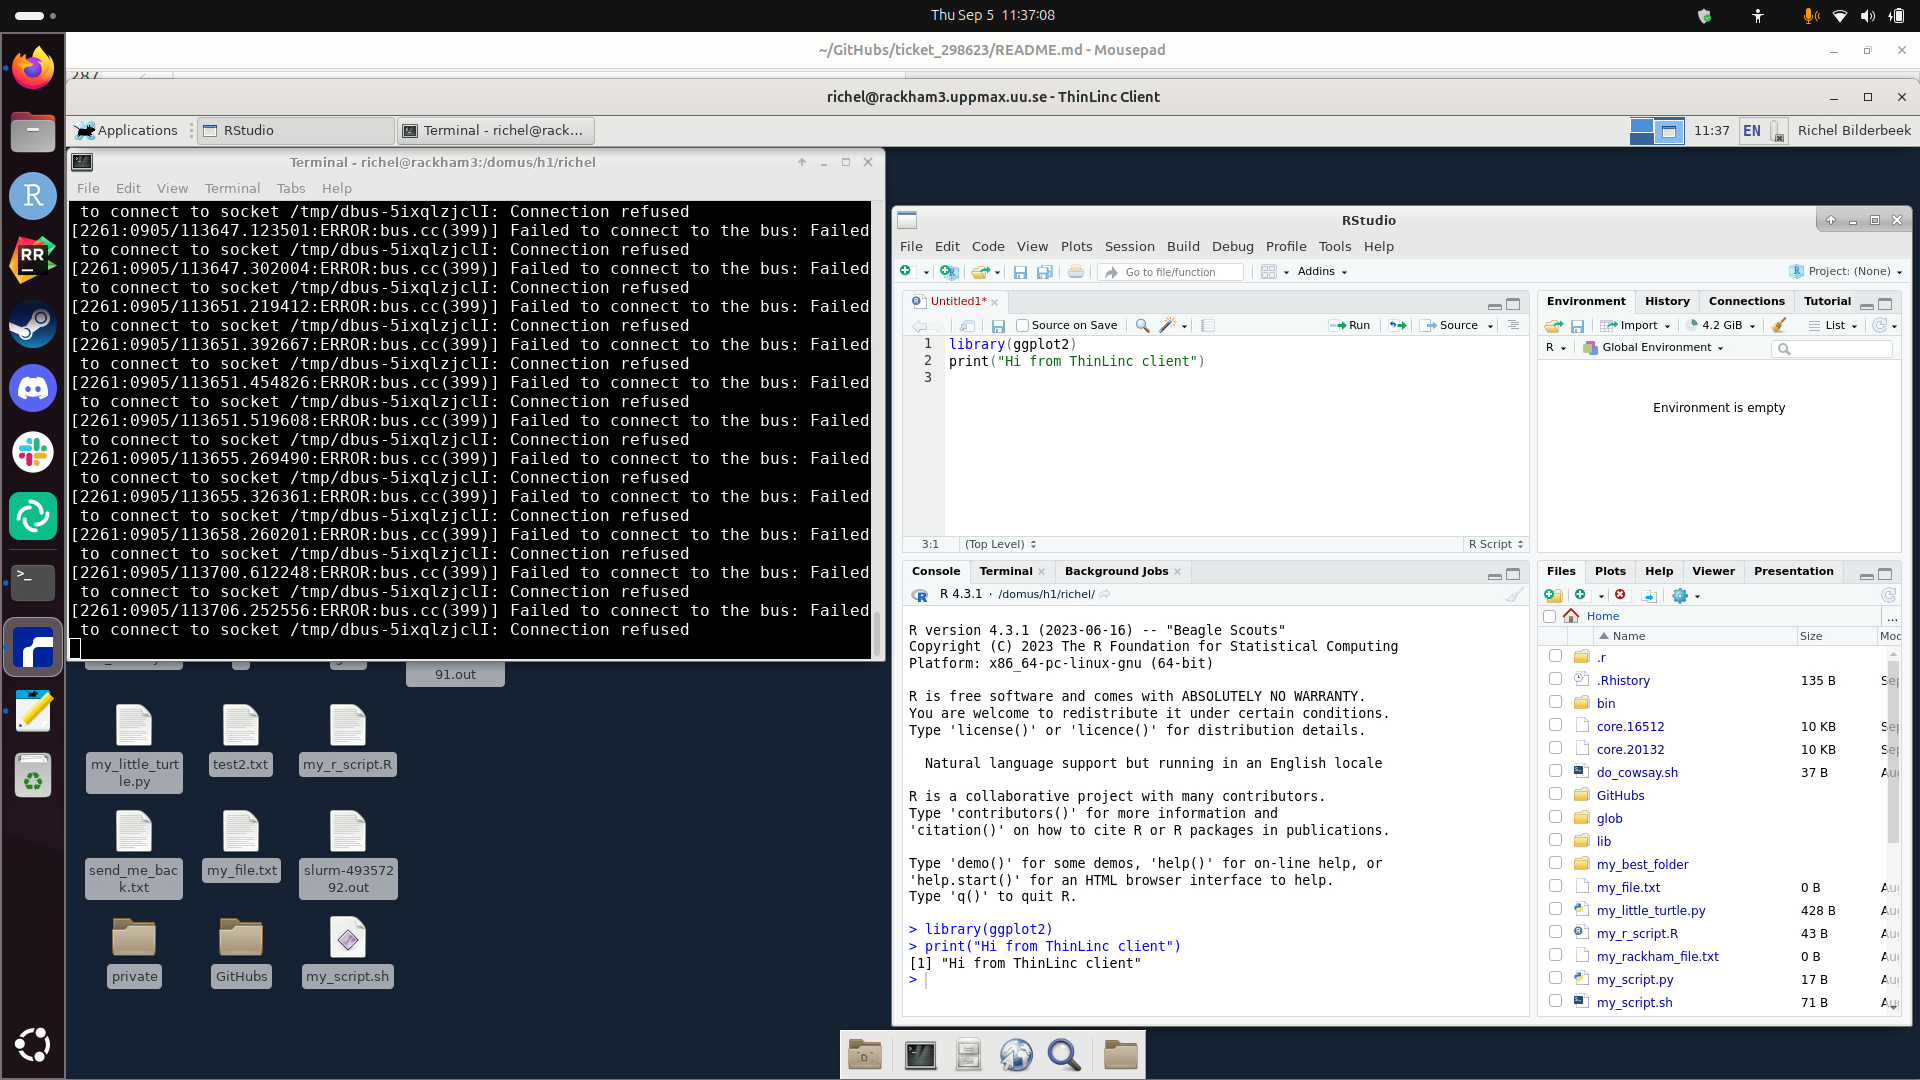 Thu Sep 5 11:37:08
~/GitHubs/ticket_298623/README.md - Mousepad
richel@rackham3.uppmax.uu.se - ThinLinc Client
Applications
RStudio
Terminal - richel@rack...
11:37
EN
Richel Bilderbeek
Terminal - richel@rackham3:/domus/h1/richel
File Edit View Terminal Tabs Help
to connect to socket /tmp/dbus-5ixqlzjclI: Connection refused
[2261:0905/113647.123501:ERROR:bus.cc(399)] Failed to connect to the bus: Failed
to connect to socket /tmp/dbus-5ixqlzjclI: Connection refused
[2261:0905/113647.302004:ERROR:bus.cc(399)] Failed to connect to the bus: Failed
to connect to socket /tmp/dbus-5ixqlzjclI: Connection refused
[2261:0905/113651.219412:ERROR:bus.cc(399)] Failed to connect to the bus: Failed
to connect to socket /tmp/dbus-5ixqlzjclI: Connection refused
[2261:0905/113651.392667:ERROR:bus.cc(399)] Failed to connect to the bus: Failed
to connect to socket /tmp/dbus-5ixqlzjclI: Connection refused
[2261:0905/113651.454826:ERROR:bus.cc(399)] Failed to connect to the bus: Failed
to connect to socket /tmp/dbus-5ixqlzjclI: Connection refused
[2261:0905/113651.519608:ERROR:bus.cc(399)] Failed to connect to the bus: Failed
to connect to socket /tmp/dbus-5ixqlzjclI: Connection refused
[2261:0905/113655.269490:ERROR:bus.cc(399)] Failed to connect to the bus: Failed
to connect to socket /tmp/dbus-5ixqlzjclI: Connection refused
[2261:0905/113655.326361:ERROR:bus.cc(399)] Failed to connect to the bus: Failed
to connect to socket /tmp/dbus-5ixqlzjclI: Connection refused
[2261:0905/113658.260201:ERROR:bus.cc(399)] Failed to connect to the bus: Failed
to connect to socket /tmp/dbus-5ixqlzjclI: Connection refused
[2261:0905/113700.612248:ERROR:bus.cc(399)] Failed to connect to the bus: Failed
to connect to socket /tmp/dbus-5ixqlzjclI: Connection refused
[2261:0905/113706.252556:ERROR:bus.cc(399)] Failed to connect to the bus: Failed
to connect to socket /tmp/dbus-5ixqlzjclI: Connection refused
91.out
my_little_turt
le.py
test2.txt
my_r_script.R
send_me_bac
k.txt
my_file.txt
slurm-493572
92.out
private
GitHubs
my_script.sh
RStudio
File Edit Code View Plots Session Build Debug Profile Tools Help
Go to file/function
Addins
Project: (None)
Untitled1*
Source on Save
Run
Source
1 library(ggplot2)
2 print("Hi from ThinLinc client")
3
3:1
(Top Level)
R Script
Console Terminal Background Jobs
R 4.3.1 · /domus/h1/richel/
R version 4.3.1 (2023-06-16) -- "Beagle Scouts"
Copyright (C) 2023 The R Foundation for Statistical Computing
Platform: x86_64-pc-linux-gnu (64-bit)
R is free software and comes with ABSOLUTELY NO WARRANTY.
You are welcome to redistribute it under certain conditions.
Type 'license()' or 'licence()' for distribution details.
Natural language support but running in an English locale
R is a collaborative project with many contributors.
Type 'contributors()' for more information and
'citation()' on how to cite R or R packages in publications.
Type 'demo()' for some demos, 'help()' for on-line help, or
'help.start()' for an HTML browser interface to help.
Type 'q()' to quit R.
> library(ggplot2)
> print("Hi from ThinLinc client")
[1] "Hi from ThinLinc client"
>
Environment History Connections Tutorial
Import
4.2 GiB
List
R
Global Environment
Environment is empty
Files Plots Help Viewer Presentation
Home
...
Name Size
.r
.Rhistory 135 B
bin
core.16512 10 KB
core.20132 10 KB
do_cowsay.sh 37 B
GitHubs
glob
lib
my_best_folder
my_file.txt 0 B
my_little_turtle.py 428 B
my_r_script.R 43 B
my_rackham_file.txt 0 B
my_script.py 17 B
my_script.sh 71 B